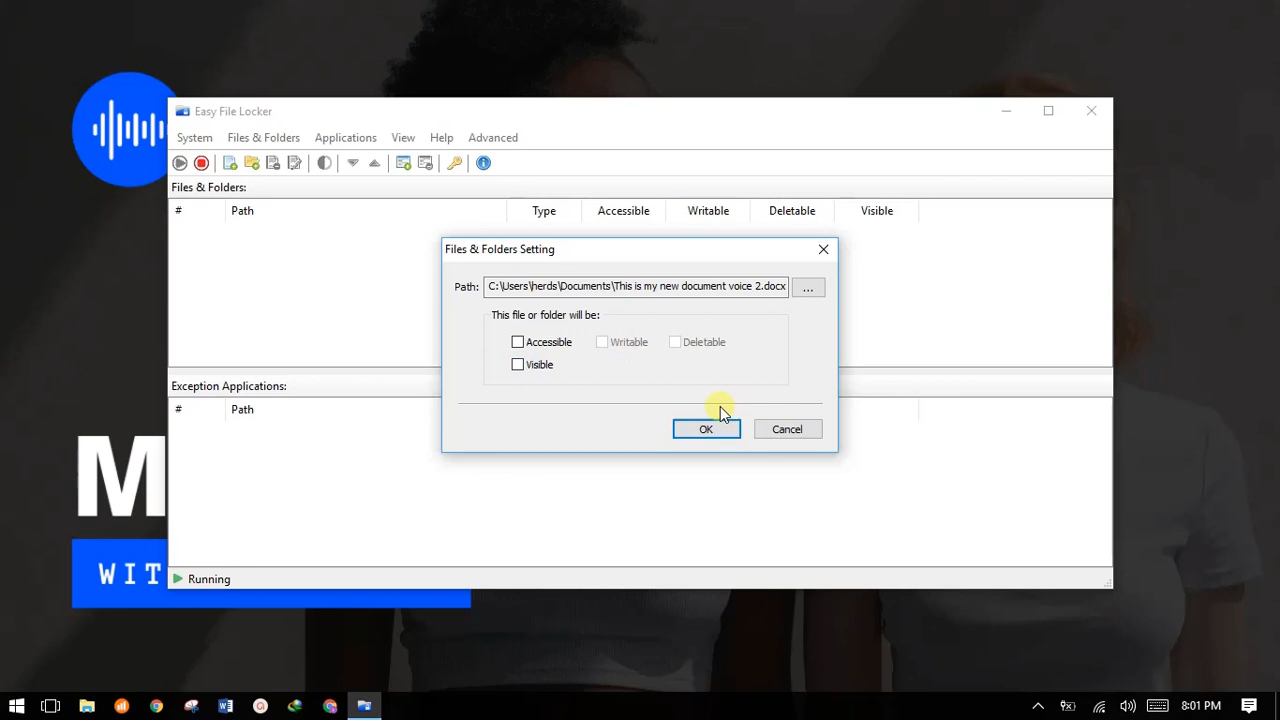 Easy File Locker
System Files & Folders Applications View Help Advanced
Files & Folders:
# Path Type Accessible Writable Deletable Visible
Files & Folders Setting
Path: C:\Users\herds\Documents\This is my new document voice 2.docx ...
This file or folder will be:
Accessible Writable Deletable
Visible
OK Cancel
Exception Applications:
# Path
M
WIT
Running
8:01 PM